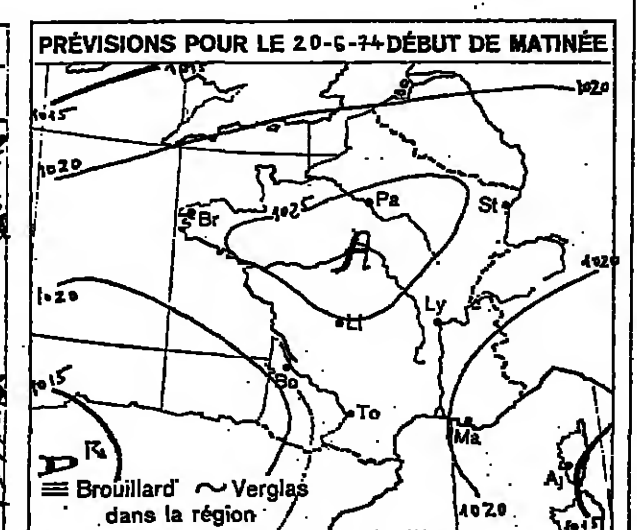 PRÉVISIONS POUR LE 20-6-74 DÉBUT DE MATINÉE
1015
1015
1020
1020
Br
1025
Pa
St
A
1020
1020
Li
Ly
1015
Bo
To
Ma
Aj
1020
1015
Brouillard Verglas
dans la région